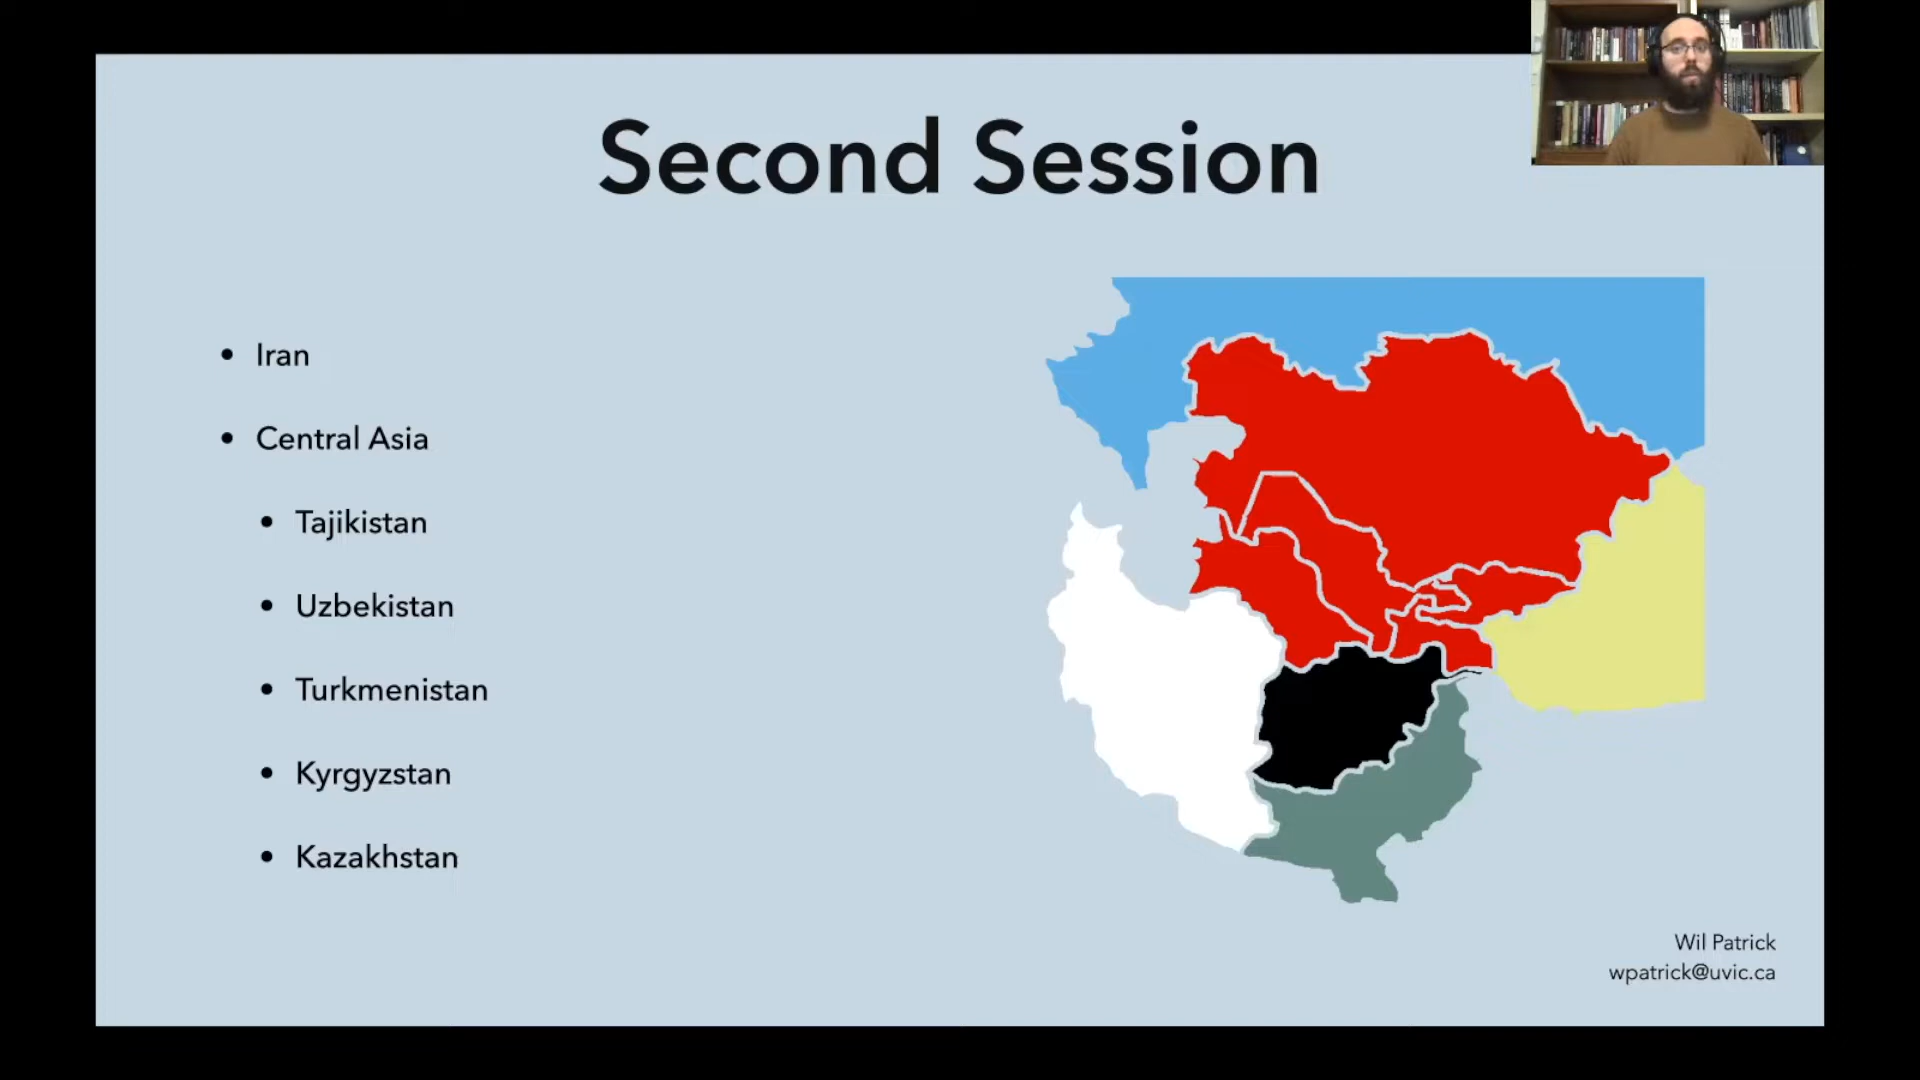 Second Session
• Iran
• Central Asia
• Tajikistan
• Uzbekistan
• Turkmenistan
• Kyrgyzstan
• Kazakhstan
Wil Patrick
wpatrick@uvic.ca